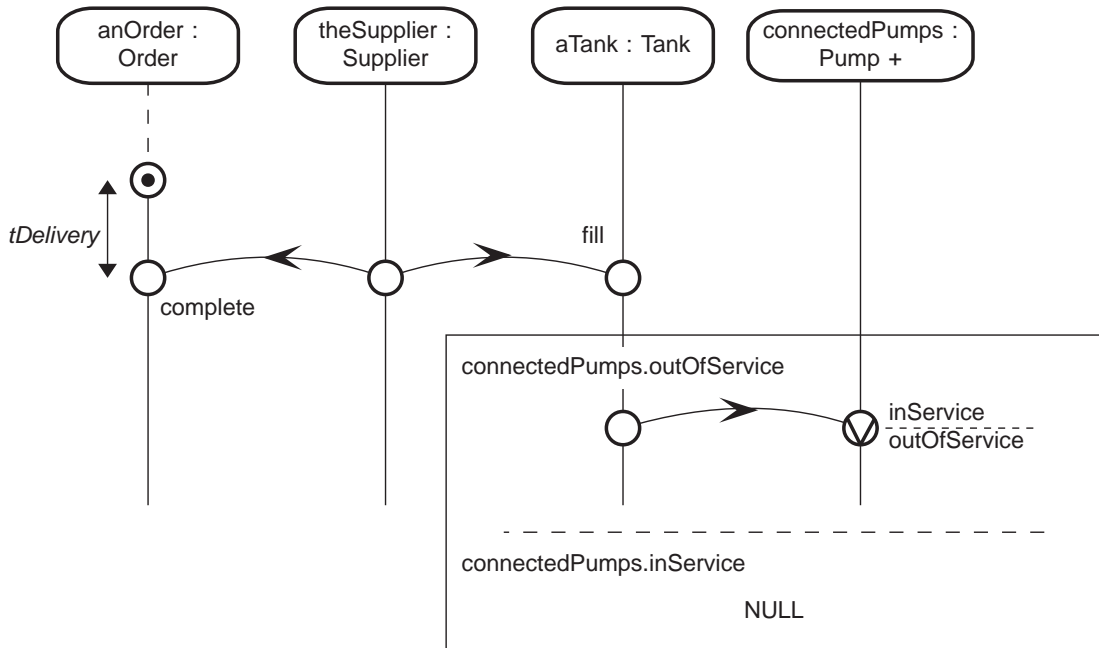 anOrder :
Order
theSupplier :
Supplier
aTank : Tank
connectedPumps :
Pump +
tDelivery
fill
complete
connectedPumps.outOfService
inService
outOfService
connectedPumps.inService
NULL